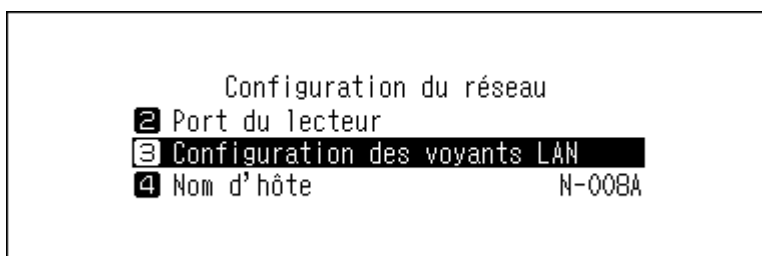 Configuration du réseau
2 Port du lecteur
3 Configuration des voyants LAN
4 Nom d'hôte N-008A